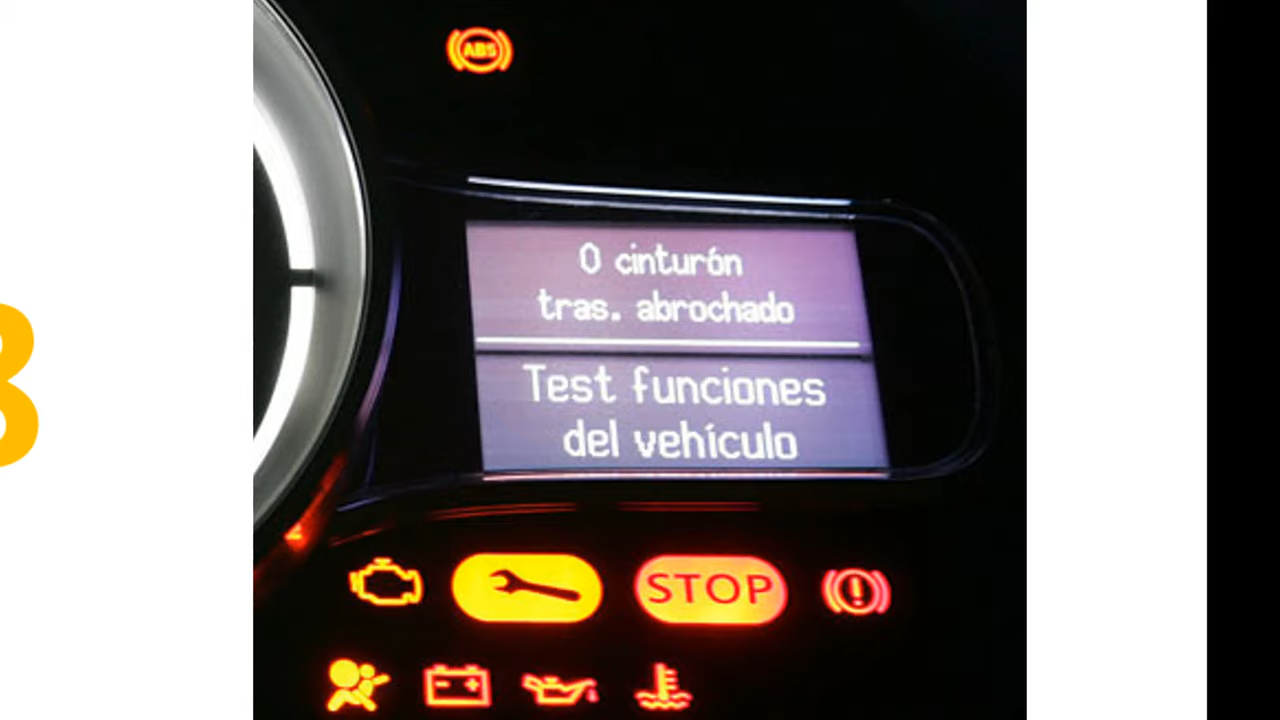 ABS
0 cinturón
tras. abrochado
Test funciones
del vehículo
STOP